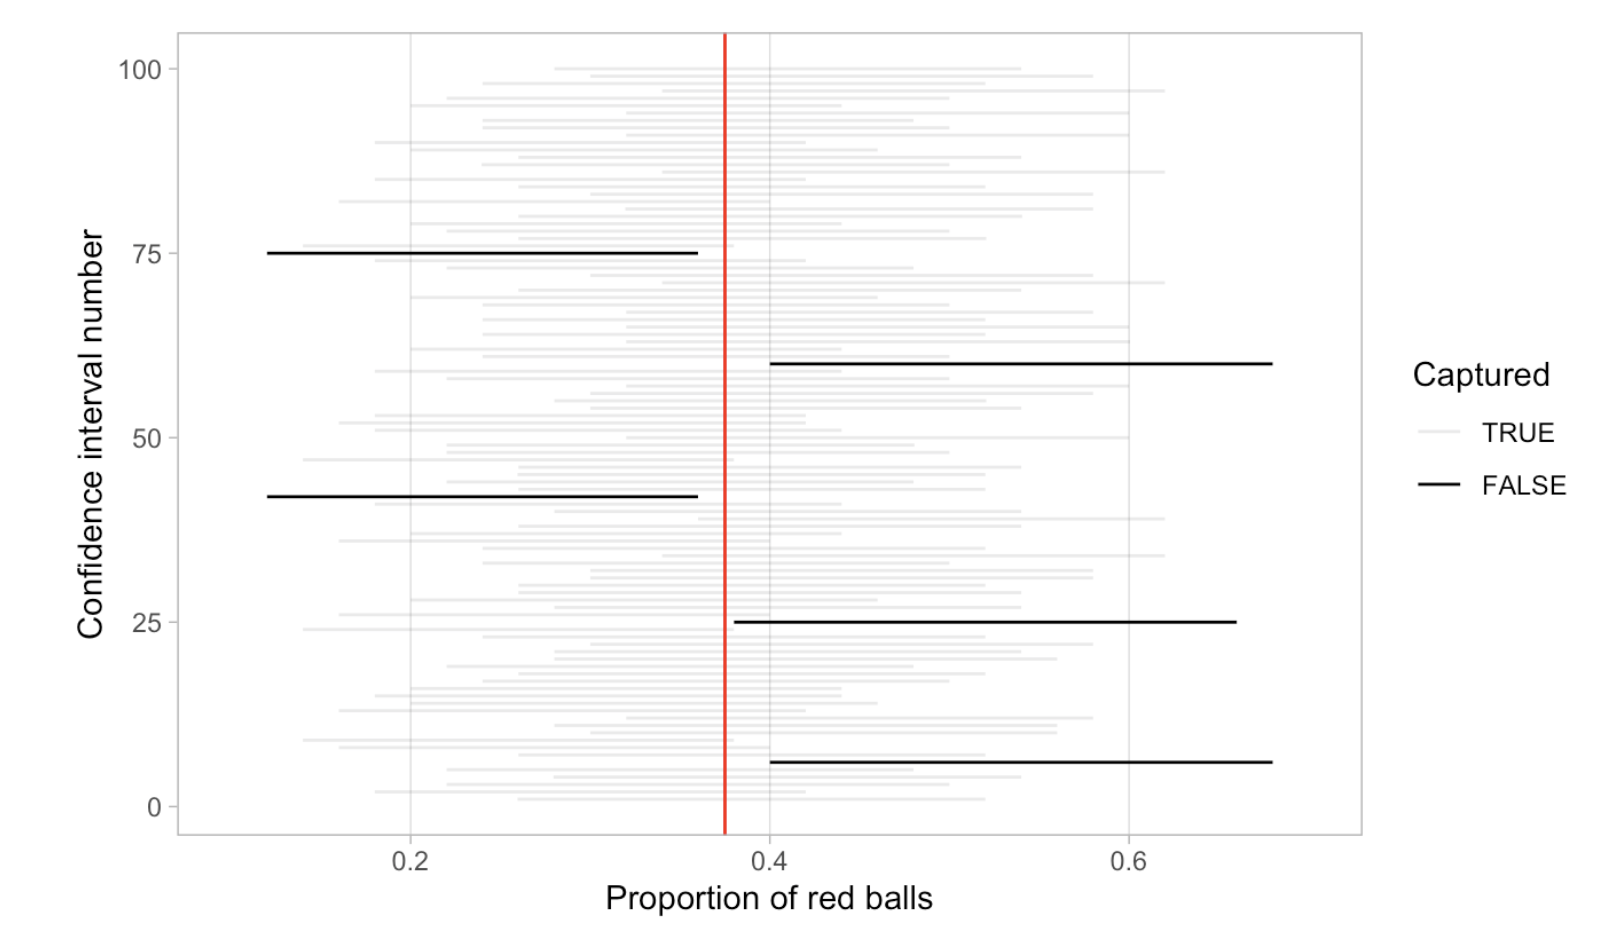 100
75
50
25
0
Confidence interval number
0.2
0.4
0.6
Proportion of red balls
Captured
TRUE
FALSE